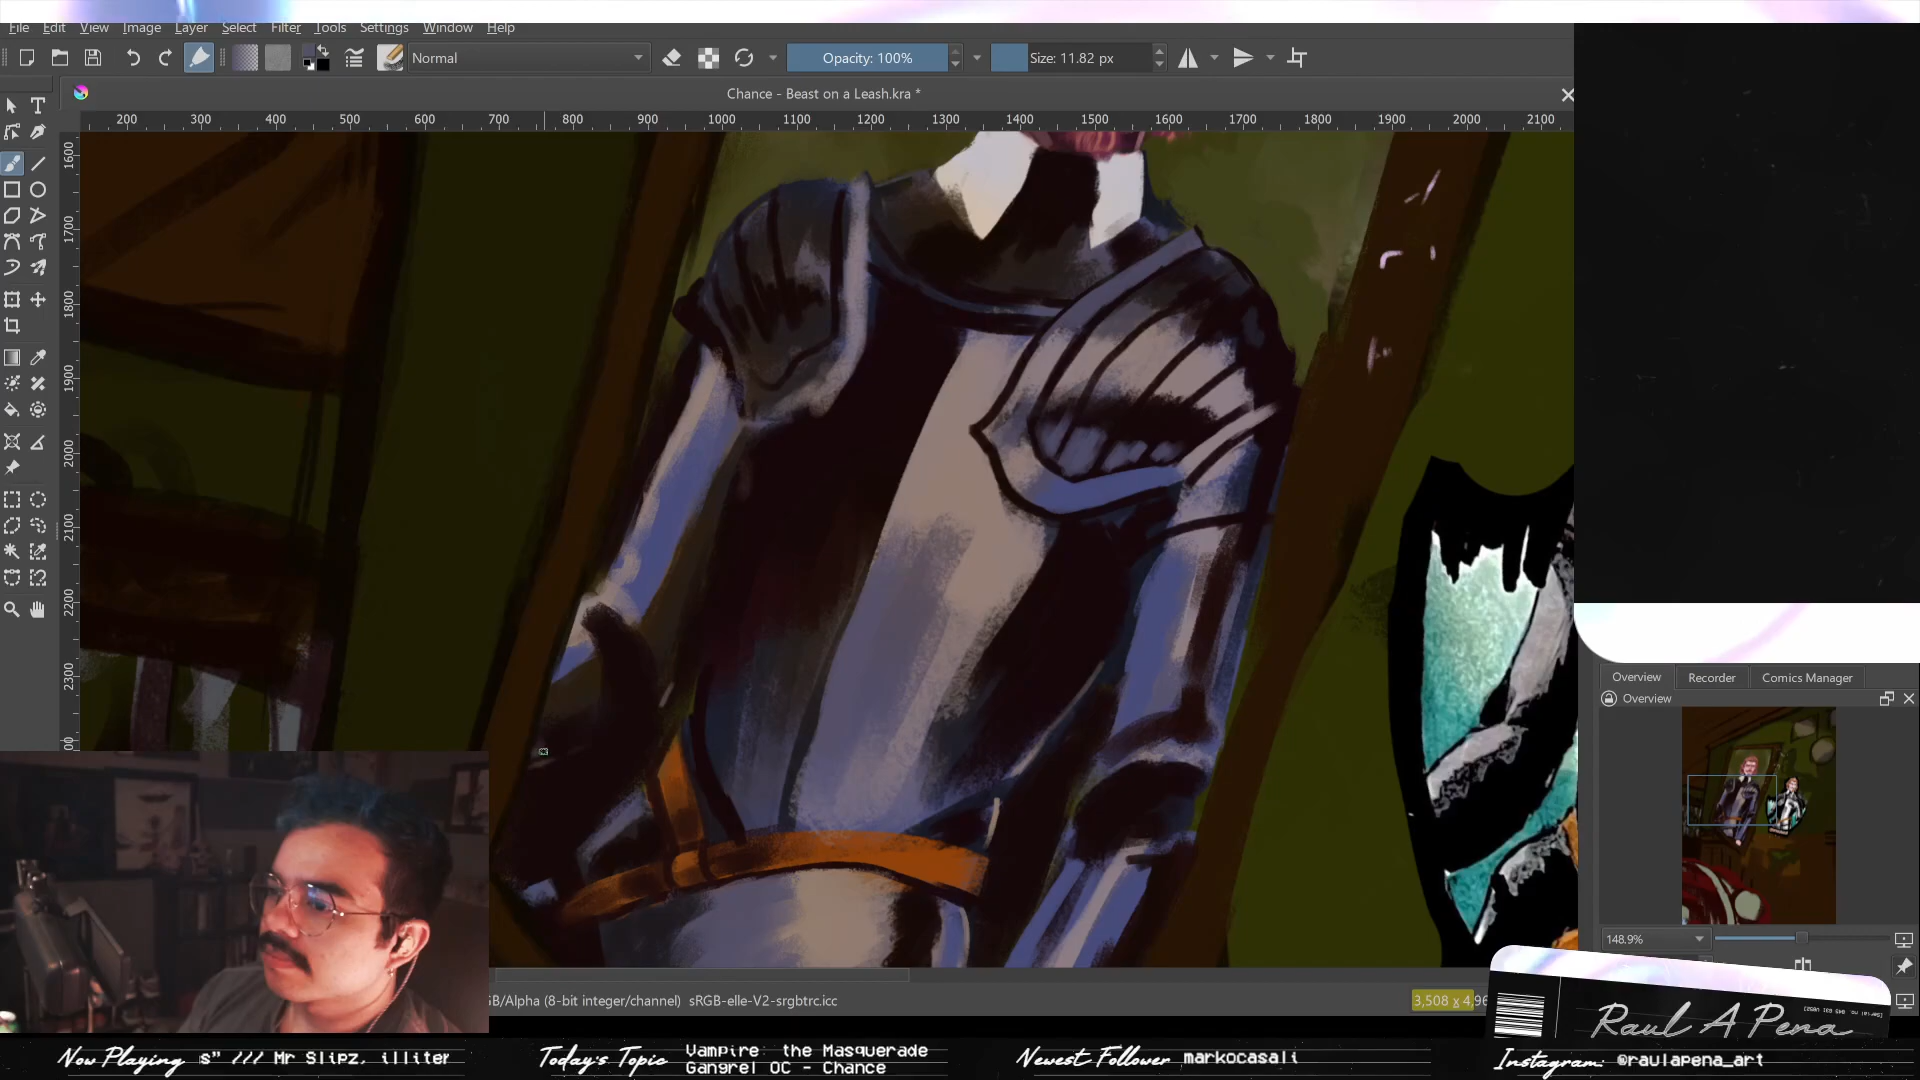 File Edit View Image Layer Select Filter Tools Settings Window Help
Normal
Opacity: 100%
Size: 11.82 px
Chance - Beast on a Leash.kra *
200 300 400 500 600 700 800 900 1000 1100 1200 1300 1400 1500 1600 1700 1800 1900 2000 2100
1600
1700
1800
1900
2000
2100
2200
2300
00
Overview Recorder Comics Manager
Overview
148.9%
GB/Alpha (8-bit integer/channel) sRGB-elle-V2-srgbtrc.icc
3,508 x 4,96
Raul A Pena
Now Playing s" /// Mr Slipz, illiter
Today's Topic Vampire: the Masquerade
Gangrel OC - Chance
Newest Follower markocasali
Instagram: @raulapena_art